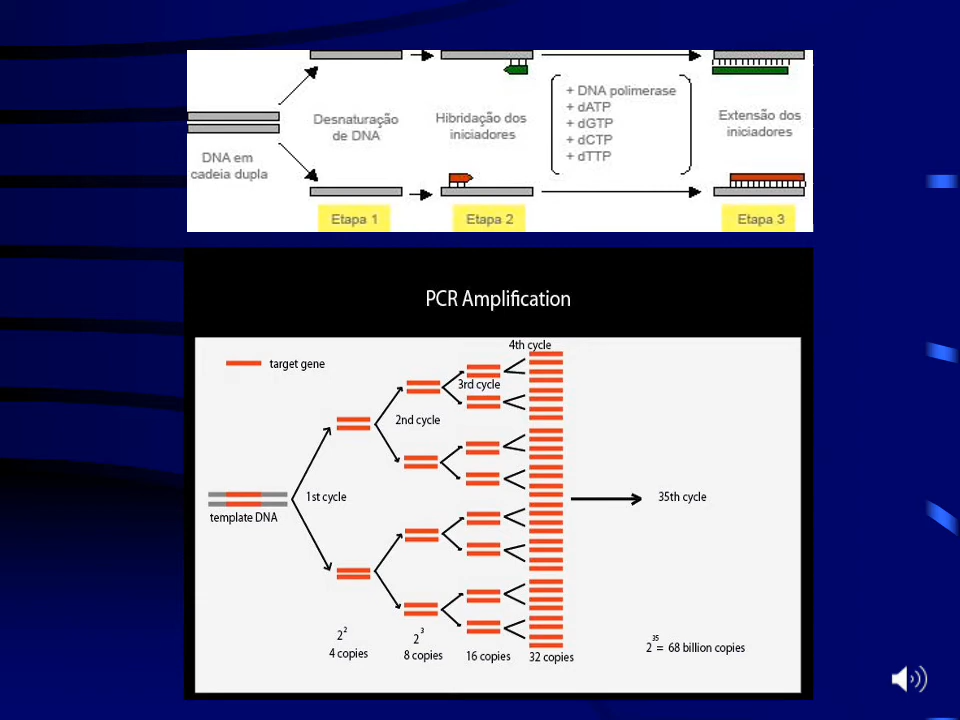 DNA em
cadeia dupla
Desnaturação
de DNA
Etapa 1
Hibridação dos
iniciadores
Etapa 2
+ DNA polimerase
+ dATP
+ dGTP
+ dCTP
+ dTTP
Extensão dos
iniciadores
Etapa 3
PCR Amplification
target gene
template DNA
1st cycle
2nd cycle
3rd cycle
4th cycle
35th cycle
2²
4 copies
2³
8 copies
16 copies
32 copies
2³⁵ = 68 billion copies